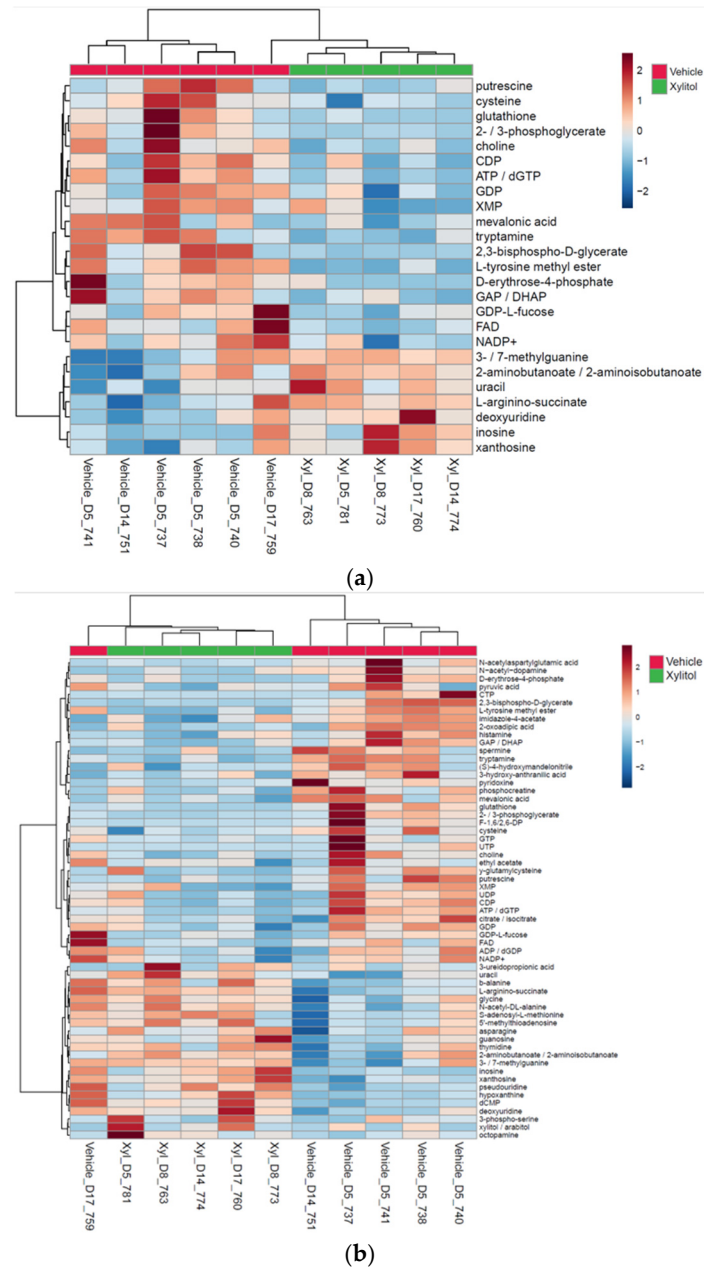 Vehicle
Xylitol
putrescine
cysteine
glutathione
2- / 3-phosphoglycerate
choline
CDP
ATP / dGTP
GDP
XMP
mevalonic acid
tryptamine
2,3-bisphospho-D-glycerate
L-tyrosine methyl ester
D-erythrose-4-phosphate
GAP / DHAP
GDP-L-fucose
FAD
NADP+
3- / 7-methylguanine
2-aminobutanoate / 2-aminoisobutanoate
uracil
L-arginino-succinate
deoxyuridine
inosine
xanthosine
2
1
0
-1
-2
Vehicle_D5_741
Vehicle_D14_751
Vehicle_D5_737
Vehicle_D5_738
Vehicle_D5_740
Vehicle_D17_759
Xyl_D8_763
Xyl_D5_781
Xyl_D8_773
Xyl_D17_760
Xyl_D14_774
(a)
Vehicle
Xylitol
N-acetylaspartylglutamic acid
N-acetyl-dopamine
D-erythrose-4-phosphate
pyruvic acid
CTP
2,3-bisphospho-D-glycerate
L-tyrosine methyl ester
imidazole-4-acetate
2-oxoadipic acid
histamine
GAP / DHAP
spermine
tryptamine
(S)-4-hydroxymandelonitrile
3-hydroxy-anthranilic acid
pyridoxine
phosphocreatine
mevalonic acid
glutathione
2- / 3-phosphoglycerate
F-1,6/2,6-DP
cysteine
GTP
UTP
choline
ethyl acetate
y-glutamylcysteine
putrescine
XMP
UDP
CDP
ATP / dGTP
citrate / isocitrate
GDP
GDP-L-fucose
FAD
ADP / dGDP
NADP+
3-ureidopropionic acid
uracil
b-alanine
L-arginino-succinate
glycine
N-acetyl-DL-alanine
S-adenosyl-L-methionine
5'-methylthioadenosine
asparagine
guanosine
thymidine
2-aminobutanoate / 2-aminoisobutanoate
3- / 7-methylguanine
inosine
xanthosine
pseudouridine
hypoxanthine
dCMP
deoxyuridine
3-phospho-serine
xylitol / arabitol
octopamine
2
1
0
-1
-2
Vehicle_D17_759
Xyl_D5_781
Xyl_D8_763
Xyl_D14_774
Xyl_D17_760
Xyl_D8_773
Vehicle_D14_751
Vehicle_D5_737
Vehicle_D5_741
Vehicle_D5_738
Vehicle_D5_740
(b)